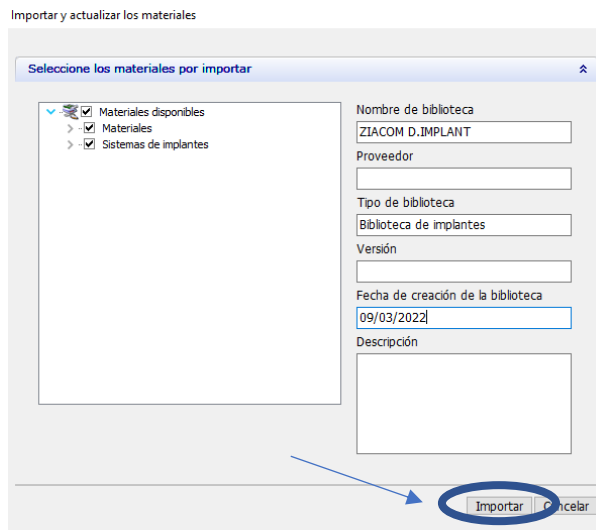 Importar y actualizar los materiales
Seleccione los materiales por importar
Materiales disponibles
Materiales
Sistemas de implantes
Nombre de biblioteca
ZIACOM D.IMPLANT
Proveedor
Tipo de biblioteca
Biblioteca de implantes
Versión
Fecha de creación de la biblioteca
09/03/2022
Descripción
Importar
Cancelar